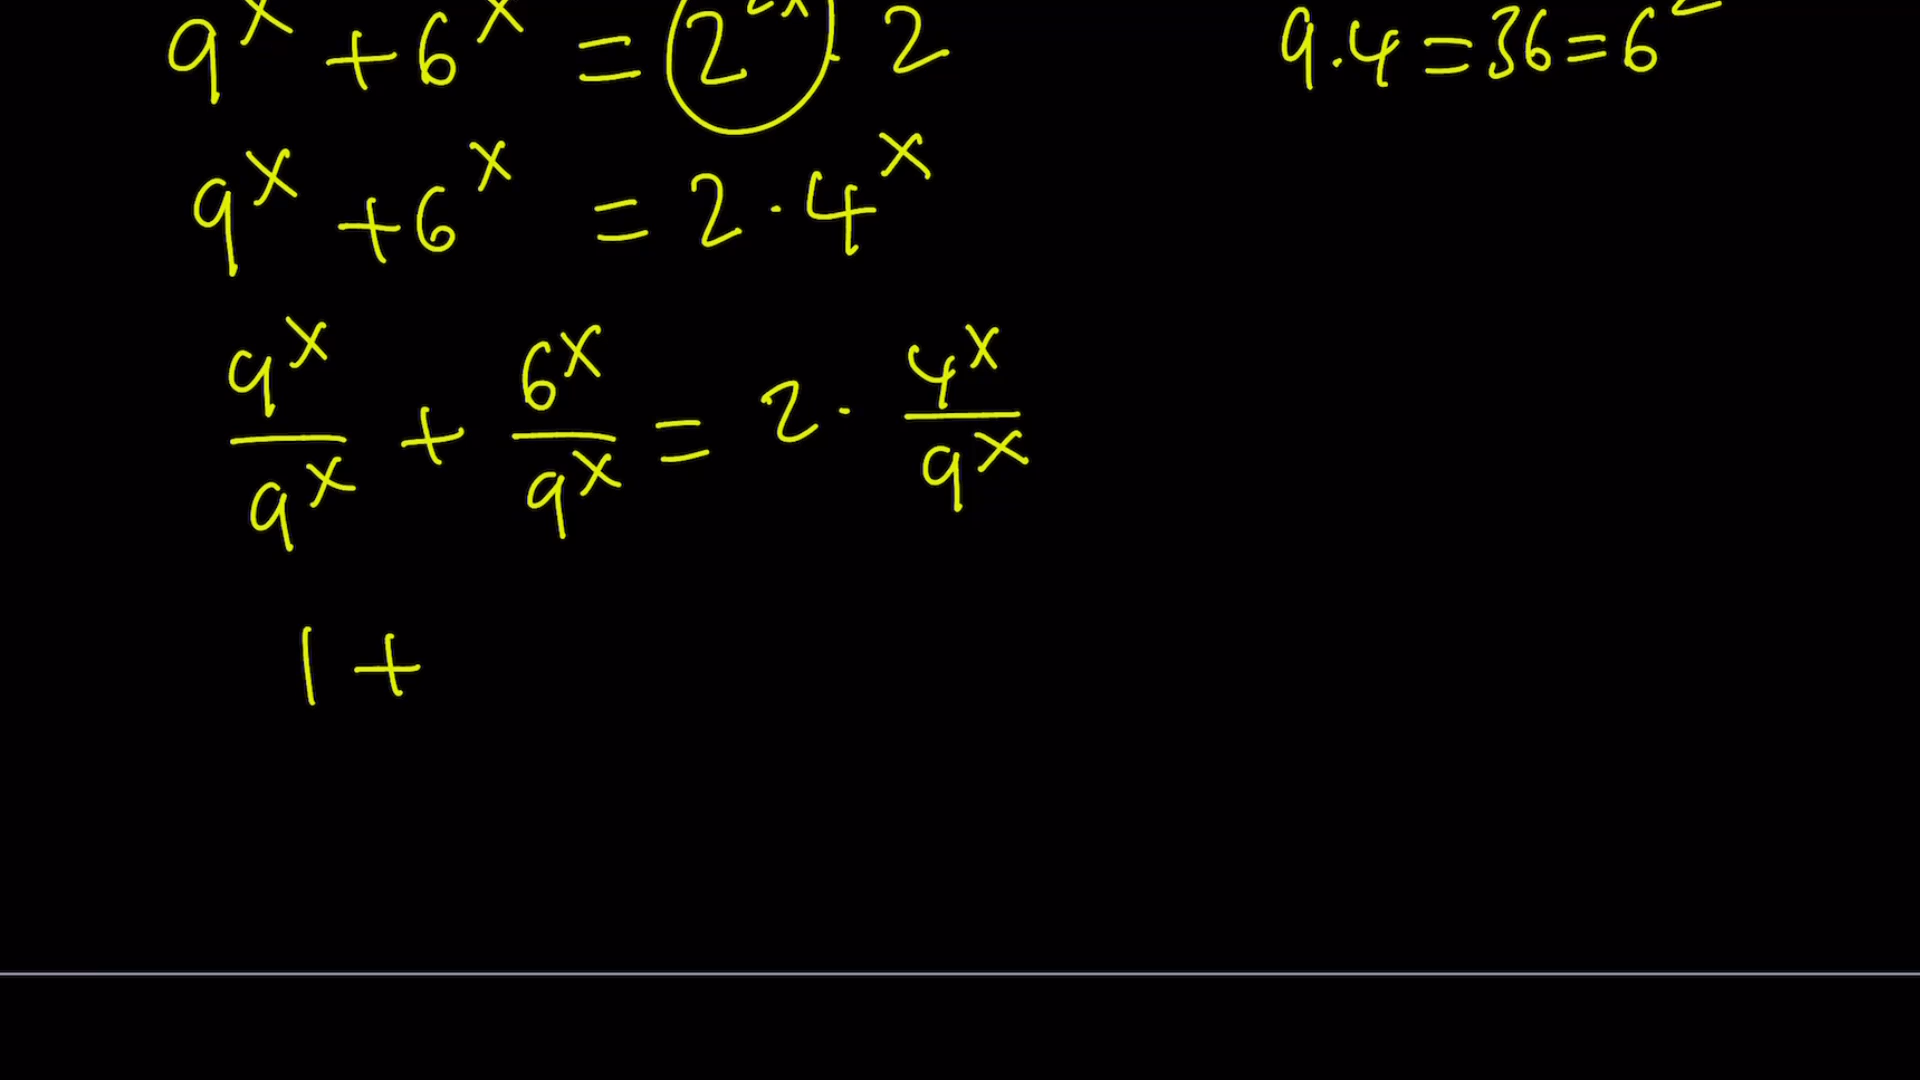 9^x + 6^x = 2^{2x} · 2
9 · 4 = 36 = 6^2
9^x + 6^x = 2 · 4^x
9^x/9^x + 6^x/9^x = 2 · 4^x/9^x
1 +